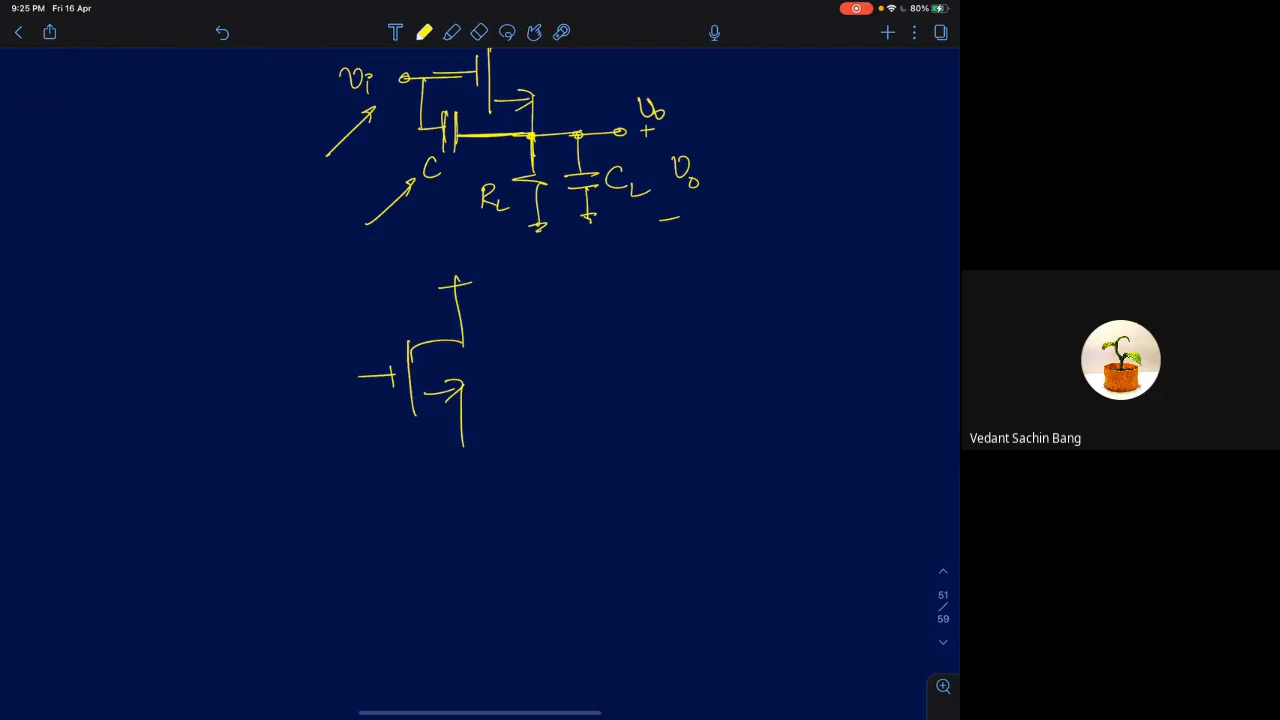 9:25 PM Fri 16 Apr
80%
T
Vi
Vo
+
C
RL
CL
Vo
−
51
/
59
Vedant Sachin Bang